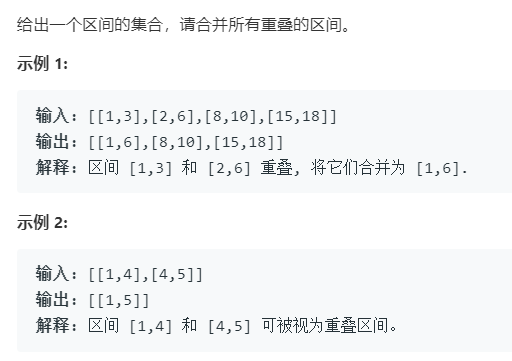 给出一个区间的集合，请合并所有重叠的区间。
示例 1:
输入: [[1,3],[2,6],[8,10],[15,18]]
输出: [[1,6],[8,10],[15,18]]
解释: 区间 [1,3] 和 [2,6] 重叠, 将它们合并为 [1,6].
示例 2:
输入: [[1,4],[4,5]]
输出: [[1,5]]
解释: 区间 [1,4] 和 [4,5] 可被视为重叠区间。